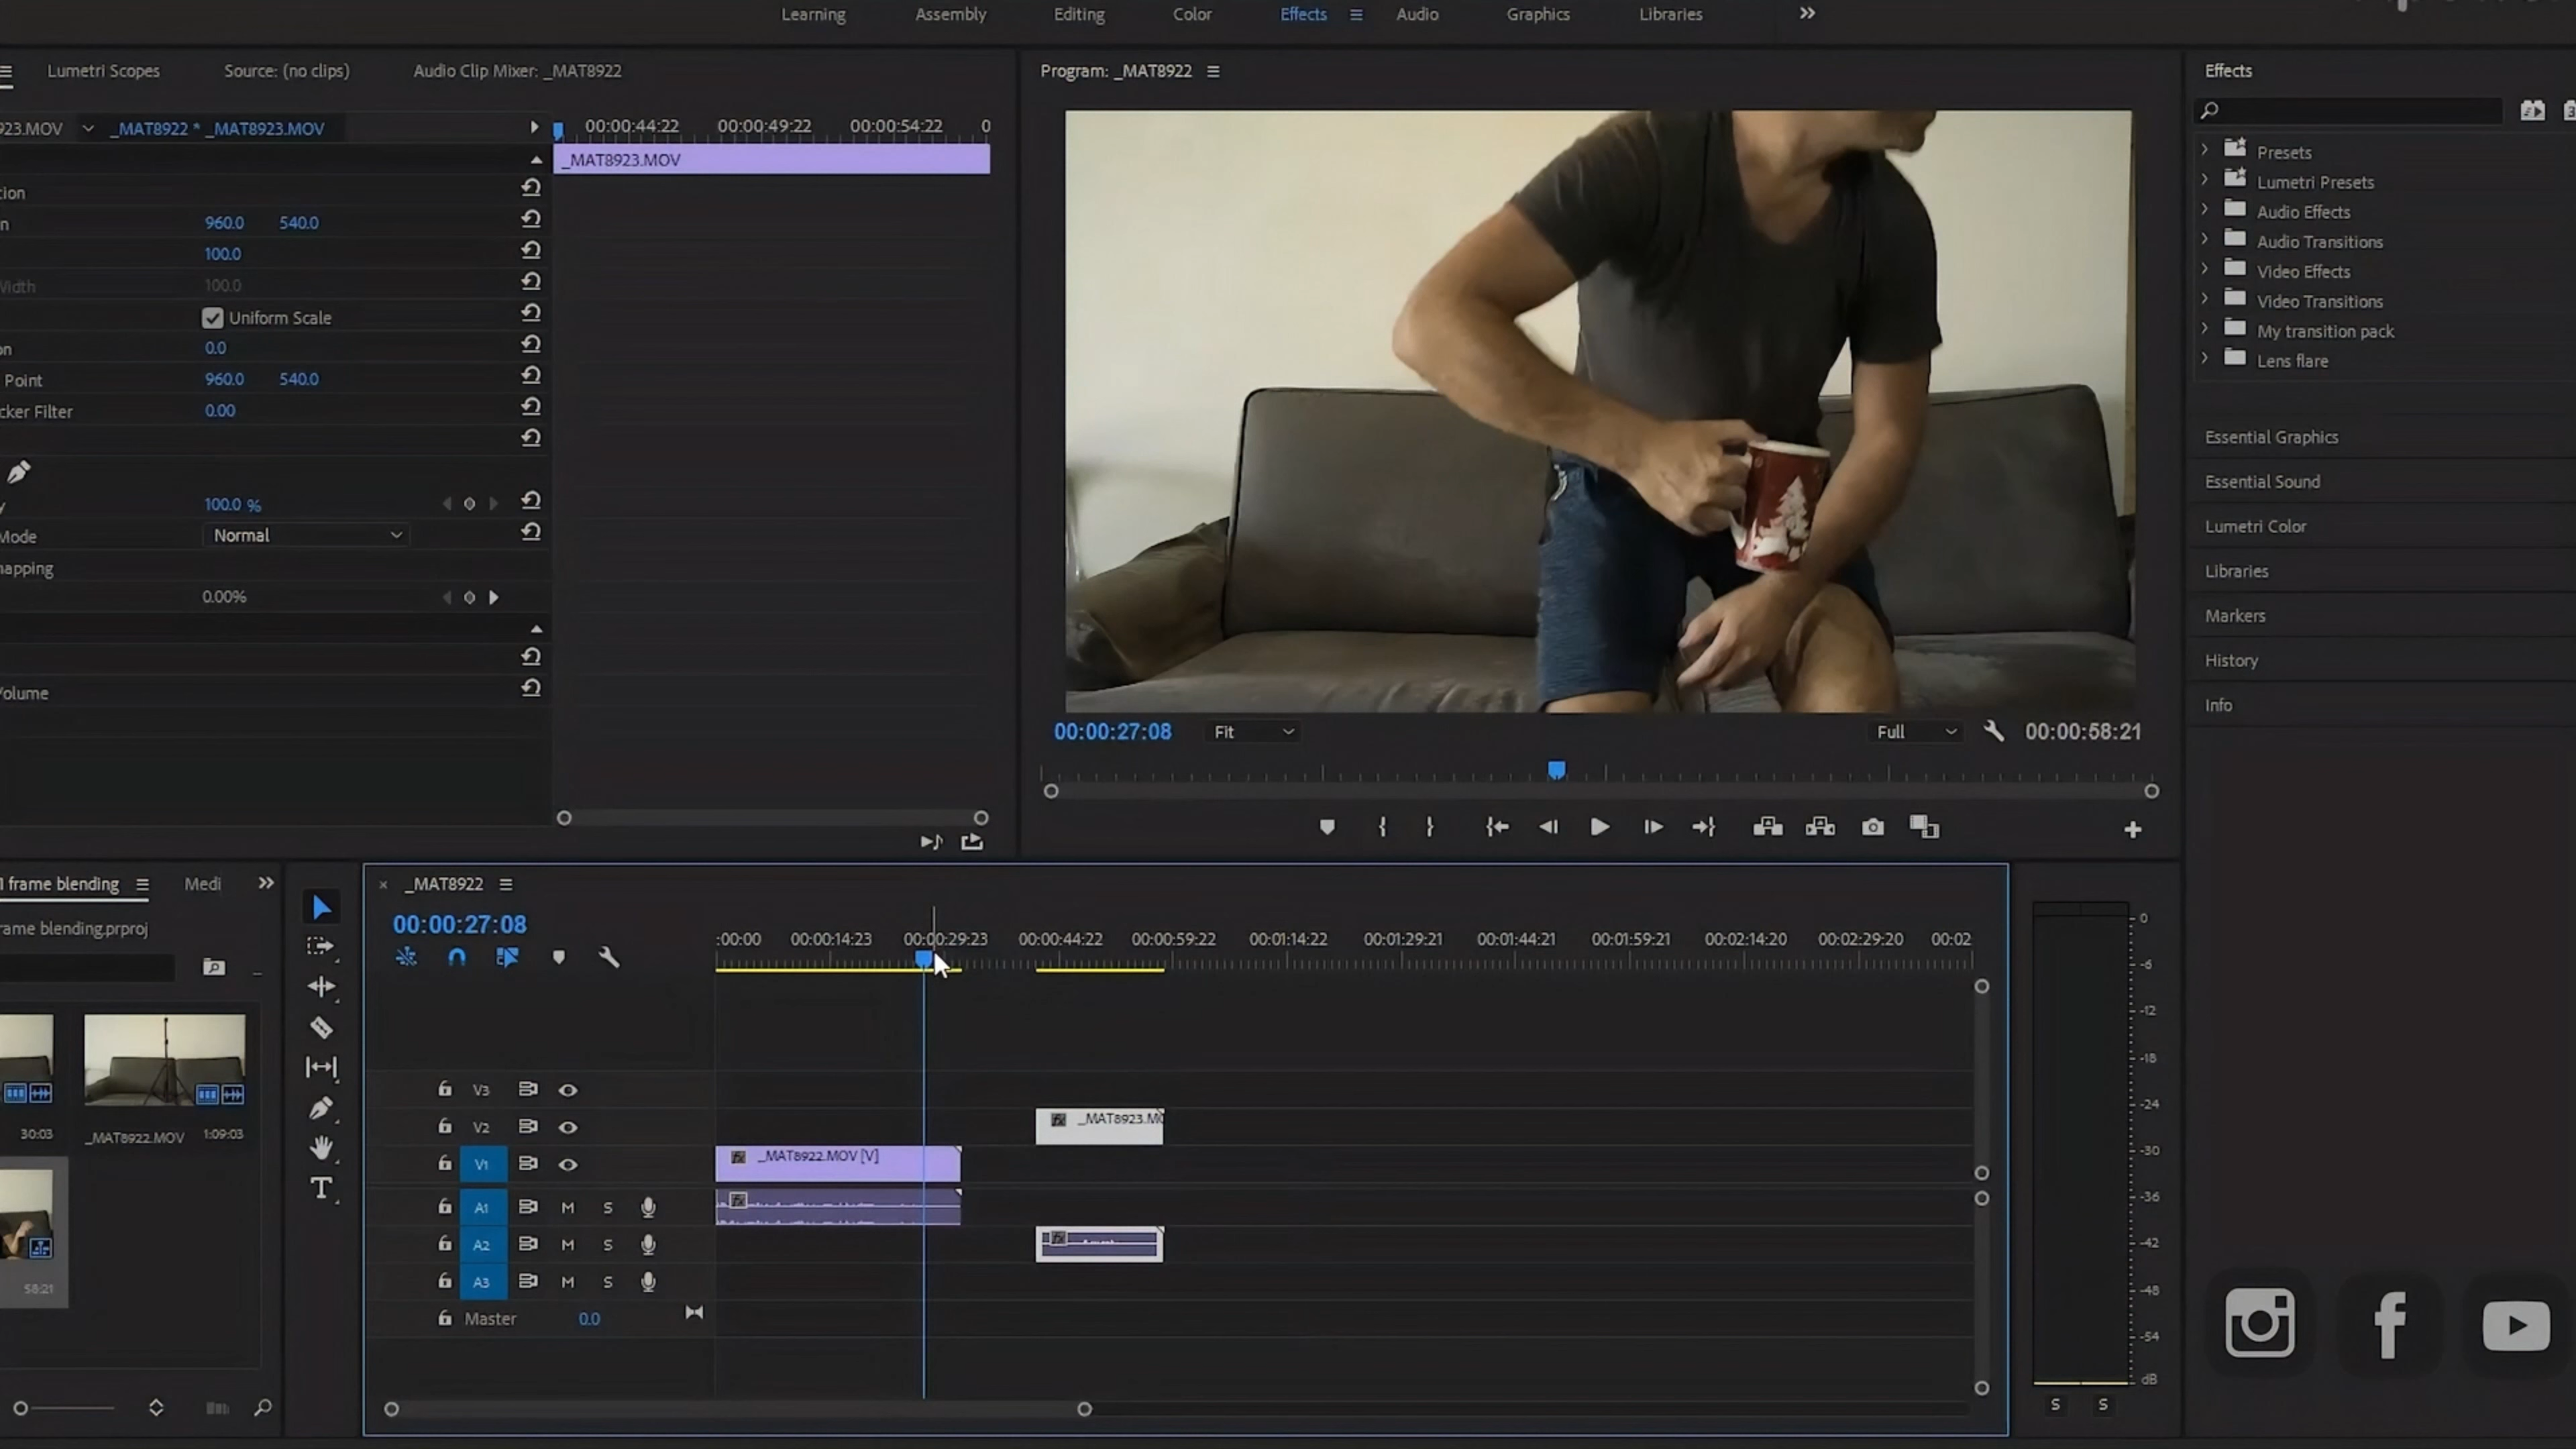 Learning Assembly Editing Color Effects Audio Graphics Libraries
Lumetri Scopes Source: (no clips) Audio Clip Mixer: _MAT8922
Program: _MAT8922
Effects
923.MOV _MAT8922 * _MAT8923.MOV
00:00:44:22 00:00:49:22 00:00:54:22 0
_MAT8923.MOV
tion
n 960.0 540.0
100.0
Width 100.0
Uniform Scale
on 0.0
Point 960.0 540.0
cker Filter 0.00
y 100.0 %
Mode Normal
napping
0.00%
Volume
00:00:27:08 Fit Full 00:00:58:21
Presets
Lumetri Presets
Audio Effects
Audio Transitions
Video Effects
Video Transitions
My transition pack
Lens flare
Essential Graphics
Essential Sound
Lumetri Color
Libraries
Markers
History
Info
l frame blending Medi
rame blending.prproj
30:03 _MAT8922.MOV 1:09:03
58:21
_MAT8922
00:00:27:08
:00:00 00:00:14:23 00:00:29:23 00:00:44:22 00:00:59:22 00:01:14:22 00:01:29:21 00:01:44:21 00:01:59:21 00:02:14:20 00:02:29:20 00:02
V3
V2 fx _MAT8923.MO
V1 fx _MAT8922.MOV [V]
A1 M S fx
A2 M S fx
A3 M S
Master 0.0
0
-6
-12
-18
-24
-30
-36
-42
-48
-54
dB
S S